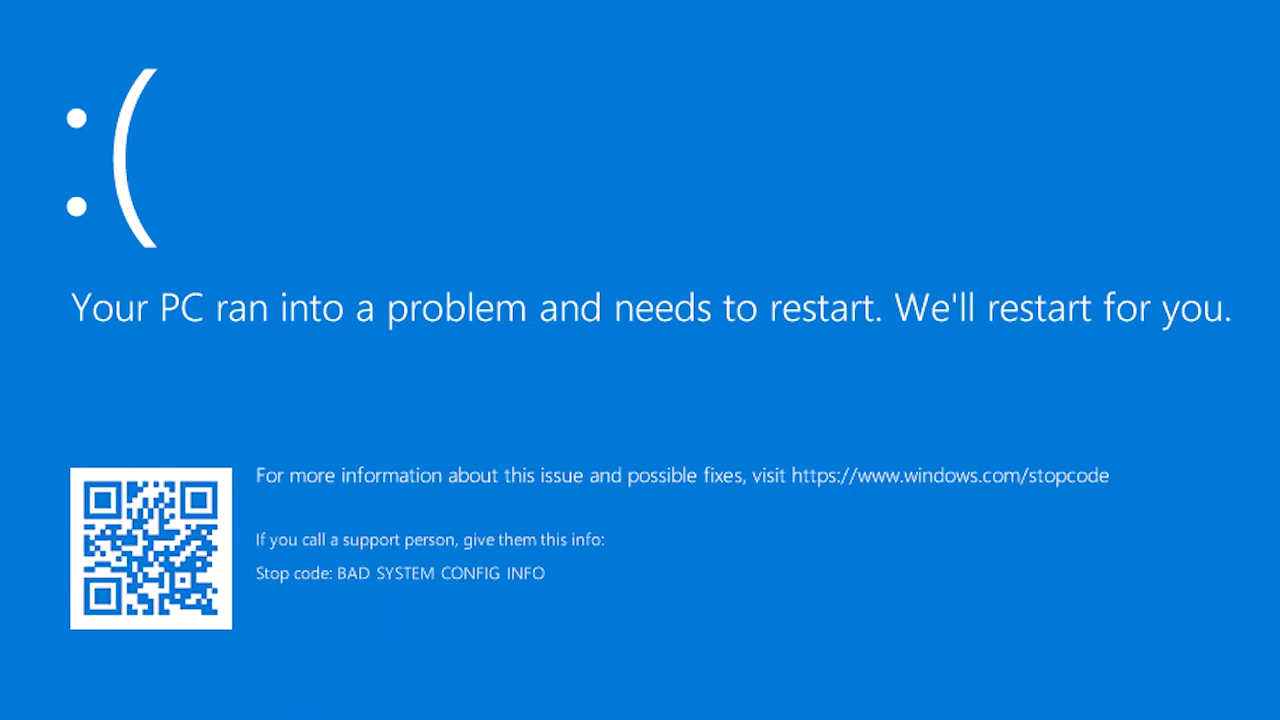 :(
Your PC ran into a problem and needs to restart. We'll restart for you.
For more information about this issue and possible fixes, visit https://www.windows.com/stopcode
If you call a support person, give them this info:
Stop code: BAD SYSTEM CONFIG INFO